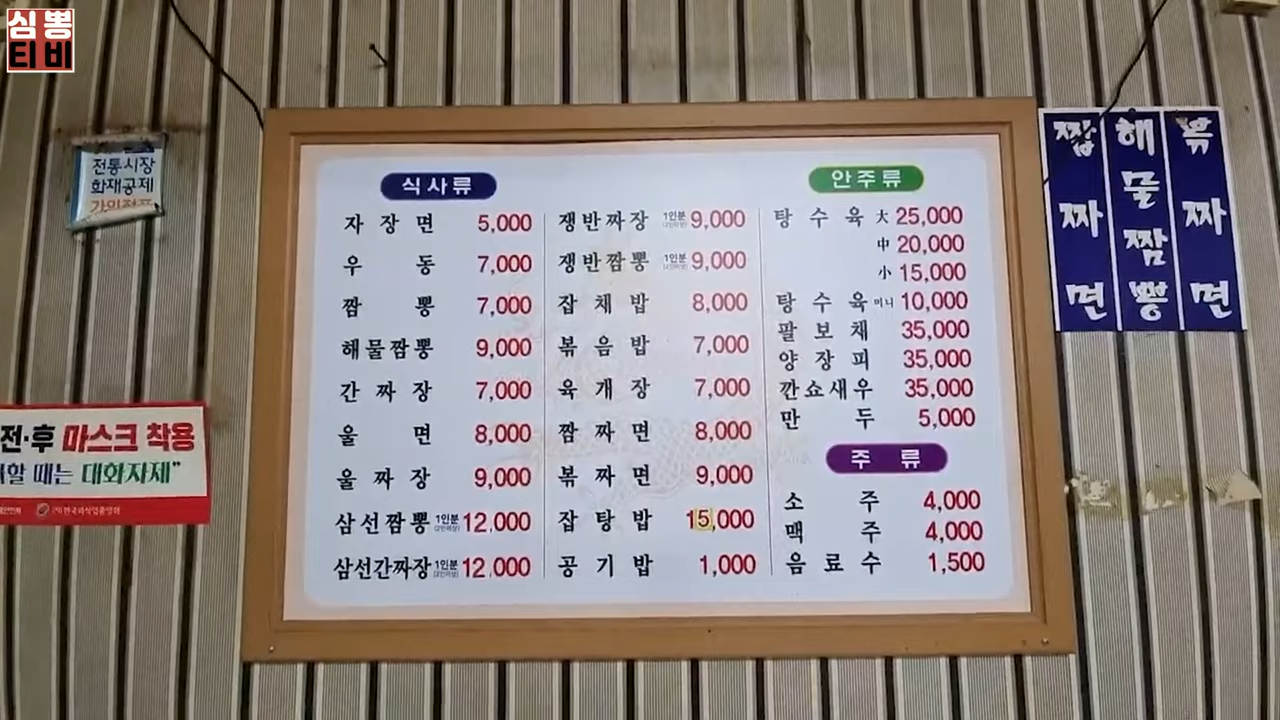 심뽕
티비
전통시장
화재공제
가입점포
식사류
자장면 5,000
우동 7,000
짬뽕 7,000
해물짬뽕 9,000
간짜장 7,000
울면 8,000
울짜장 9,000
삼선짬뽕 1인분 12,000
삼선간짜장 1인분 12,000
쟁반짜장 1인분 9,000
쟁반짬뽕 1인분 9,000
잡채밥 8,000
볶음밥 7,000
육개장 7,000
짬짜면 8,000
볶짜면 9,000
잡탕밥 15,000
공기밥 1,000
안주류
탕수육 大 25,000
中 20,000
小 15,000
탕수육 미니 10,000
팔보채 35,000
양장피 35,000
깐쇼새우 35,000
만두 5,000
주류
소주 4,000
맥주 4,000
음료수 1,500
짬짜면
해물짬뽕
볶짜면
전·후 마스크 착용
할 때는 대화자제"